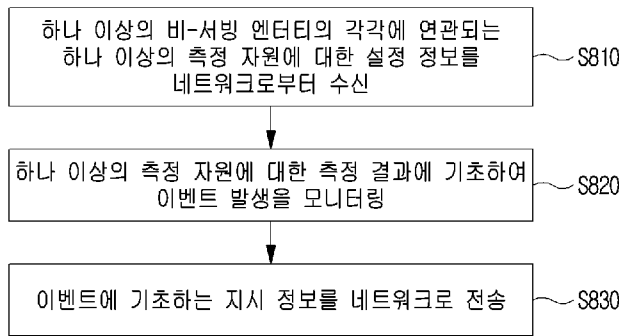 하나 이상의 비-서빙 엔터티의 각각에 연관되는
하나 이상의 측정 자원에 대한 설정 정보를
네트워크로부터 수신
S810
하나 이상의 측정 자원에 대한 측정 결과에 기초하여
이벤트 발생을 모니터링
S820
이벤트에 기초하는 지시 정보를 네트워크로 전송
S830